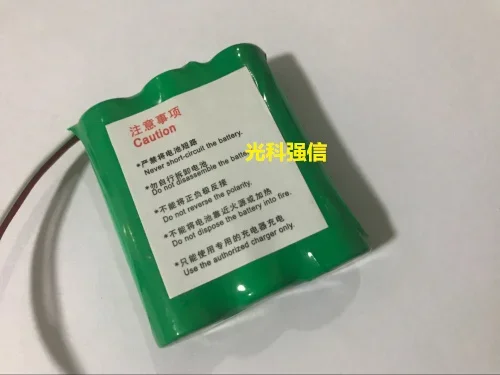 注意事项
Caution
*严禁将电池短路
Never short-circuit the battery.
*勿自行拆卸电池
Do not disassemble the batte
光科强信
*不能将正负极反接
Do not reverse the polarity.
*不能将电池靠近火源或加热
Do not dispose the battery into fire.
*只能使用专用的充电器充电
Use the authorized charger only.